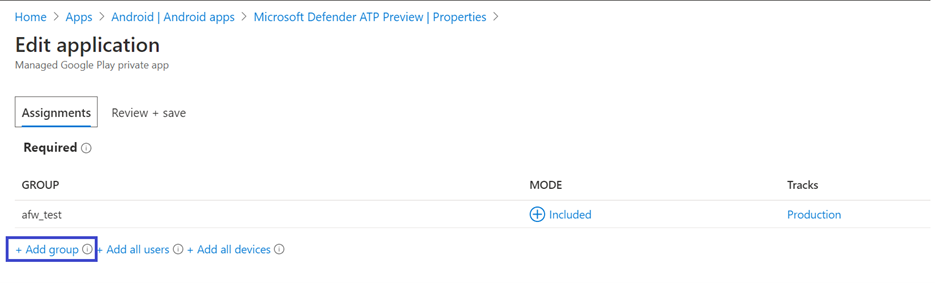 Home > Apps > Android | Android apps > Microsoft Defender ATP Preview | Properties >
Edit application
Managed Google Play private app
Assignments Review + save
Required
GROUP MODE Tracks
afw_test Included Production
+ Add group + Add all users + Add all devices